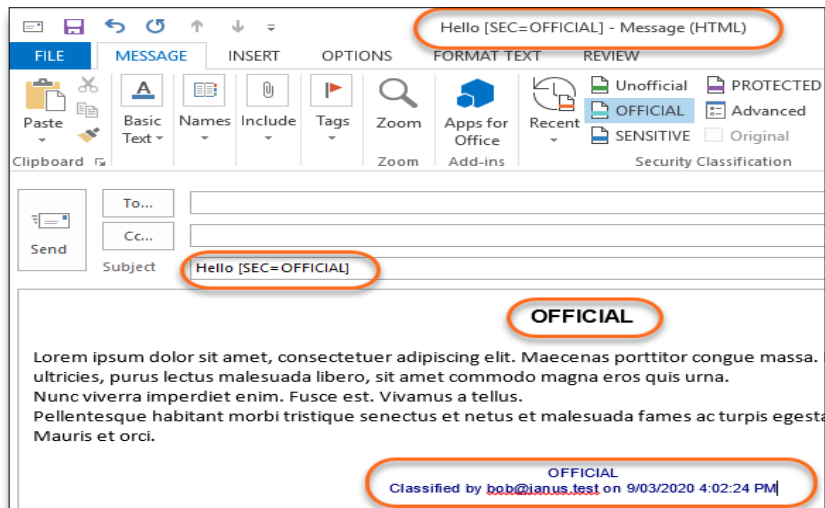 Hello [SEC=OFFICIAL] - Message (HTML)
FILE MESSAGE INSERT OPTIONS FORMAT TEXT REVIEW
Unofficial PROTECTED
Paste Basic Text Names Include Tags Zoom Apps for Office Recent OFFICIAL Advanced
SENSITIVE Original
Clipboard Zoom Add-ins Security Classification
To...
Cc...
Send
Subject Hello [SEC=OFFICIAL]
OFFICIAL
Lorem ipsum dolor sit amet, consectetuer adipiscing elit. Maecenas porttitor congue massa.
ultricies, purus lectus malesuada libero, sit amet commodo magna eros quis urna.
Nunc viverra imperdiet enim. Fusce est. Vivamus a tellus.
Pellentesque habitant morbi tristique senectus et netus et malesuada fames ac turpis egesta
Mauris et orci.
OFFICIAL
Classified by bob@janus.test on 9/03/2020 4:02:24 PM